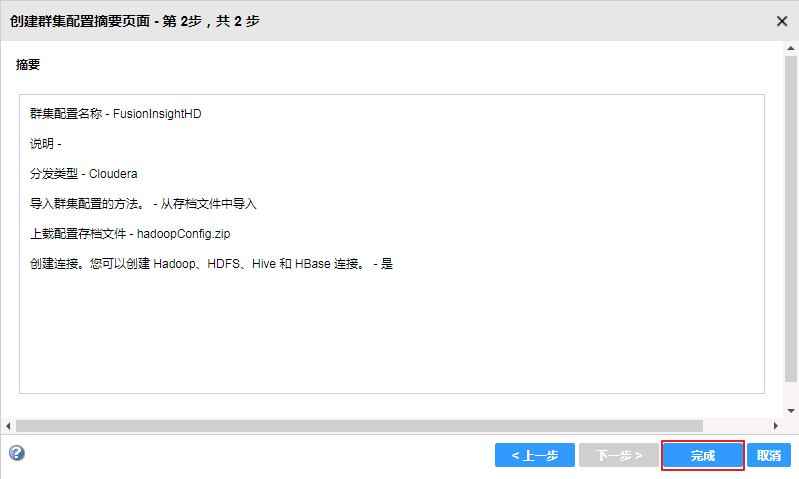 创建群集配置摘要页面 - 第 2步，共 2 步
摘要
群集配置名称 - FusionInsightHD
说明 -
分发类型 - Cloudera
导入群集配置的方法。 - 从存档文件中导入
上载配置存档文件 - hadoopConfig.zip
创建连接。您可以创建 Hadoop、HDFS、Hive 和 HBase 连接。 - 是
< 上一步 下一步 > 完成 取消